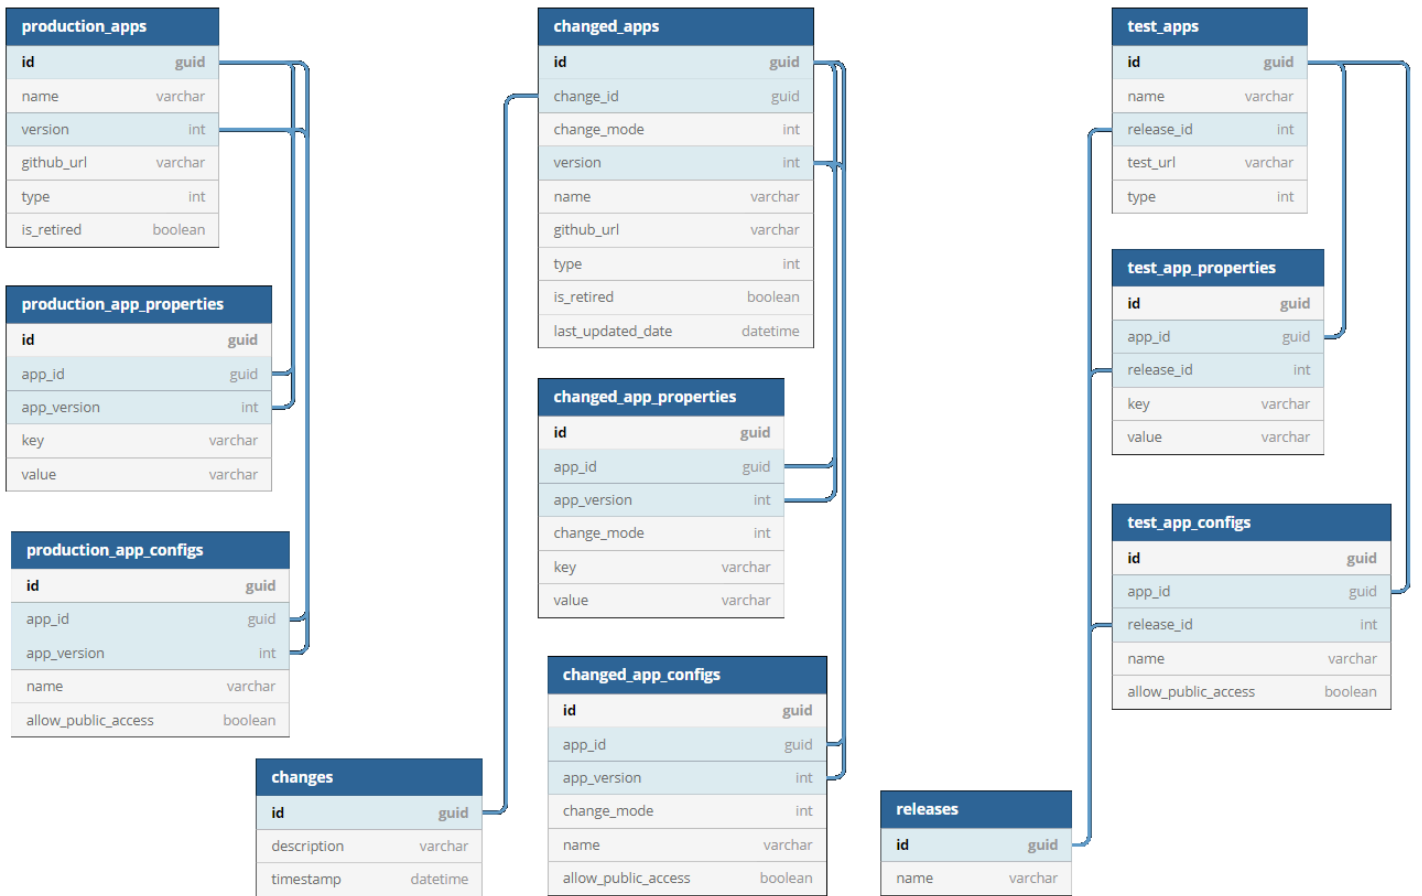 production_apps
id guid
name varchar
version int
github_url varchar
type int
is_retired boolean
production_app_properties
id guid
app_id guid
app_version int
key varchar
value varchar
production_app_configs
id guid
app_id guid
app_version int
name varchar
allow_public_access boolean
changes
id guid
description varchar
timestamp datetime
changed_apps
id guid
change_id guid
change_mode int
version int
name varchar
github_url varchar
type int
is_retired boolean
last_updated_date datetime
changed_app_properties
id guid
app_id guid
app_version int
change_mode int
key varchar
value varchar
changed_app_configs
id guid
app_id guid
app_version int
change_mode int
name varchar
allow_public_access boolean
test_apps
id guid
name varchar
release_id int
test_url varchar
type int
test_app_properties
id guid
app_id guid
release_id int
key varchar
value varchar
test_app_configs
id guid
app_id guid
release_id int
name varchar
allow_public_access boolean
releases
id guid
name varchar